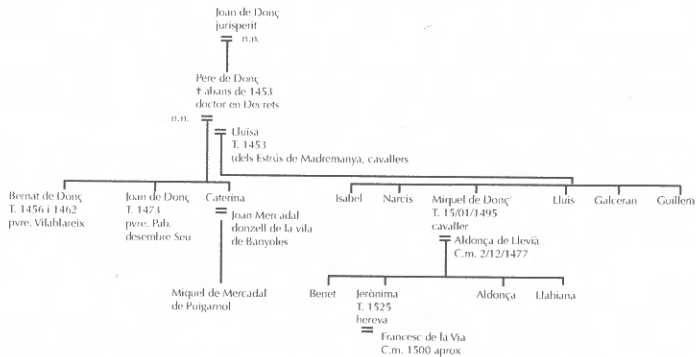 Joan de Donç
jurisperit
n.n.
Pere de Donç
† abans de 1453
doctor en Decrets
n.n.
Lluïsa
T. 1453
(dels Estrús de Madremanya, cavallers
Bernat de Donç
T. 1456 i 1462
pvre. Vilablareix
Joan de Donç
T. 1473
pvre. Pab.
desembre Seu
Caterina
Joan Mercadal
donzell de la vila
de Banyoles
Miquel de Mercadal
de Puigarnol
Isabel
Narcis
Miquel de Donç
T. 15/01/1495
cavaller
Aldonça de Llevià
C.m. 2/12/1477
Lluis
Galceran
Guillem
Benet
Jerònima
T. 1525
hereva
Francesc de la Via
C.m. 1500 aprox
Aldonça
Llabiana